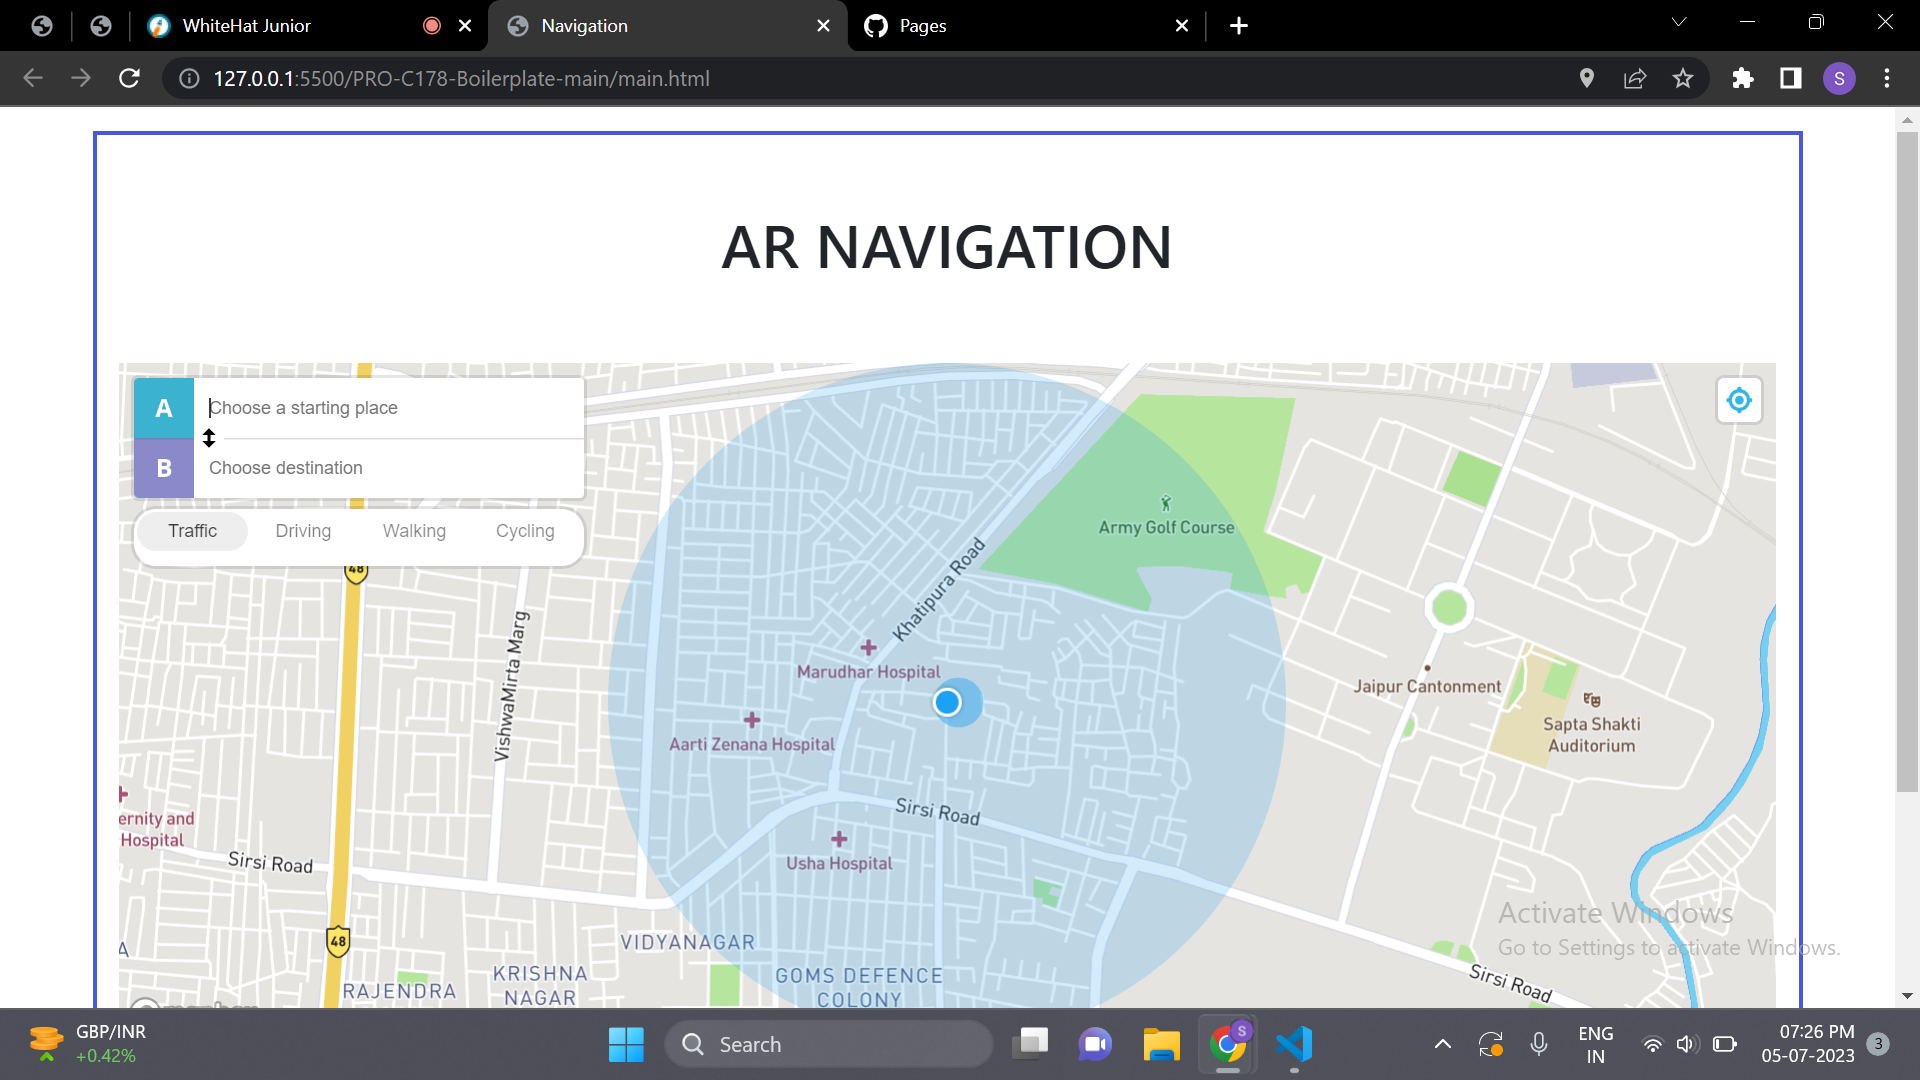 WhiteHat Junior
Navigation
Pages
127.0.0.1:5500/PRO-C178-Boilerplate-main/main.html
S
AR NAVIGATION
A
Choose a starting place
B
Choose destination
Traffic
Driving
Walking
Cycling
48
Army Golf Course
Khatipura Road
VishwaMirta Marg
Marudhar Hospital
Jaipur Cantonment
Sapta Shakti
Auditorium
Aarti Zenana Hospital
ernity and
Hospital
Sirsi Road
Sirsi Road
Usha Hospital
48
VIDYANAGAR
A
KRISHNA
NAGAR
GOMS DEFENCE
COLONY
RAJENDRA
Sirsi Road
Activate Windows
Go to Settings to activate Windows.
GBP/INR
+0.42%
Search
S
ENG
IN
07:26 PM
05-07-2023
3